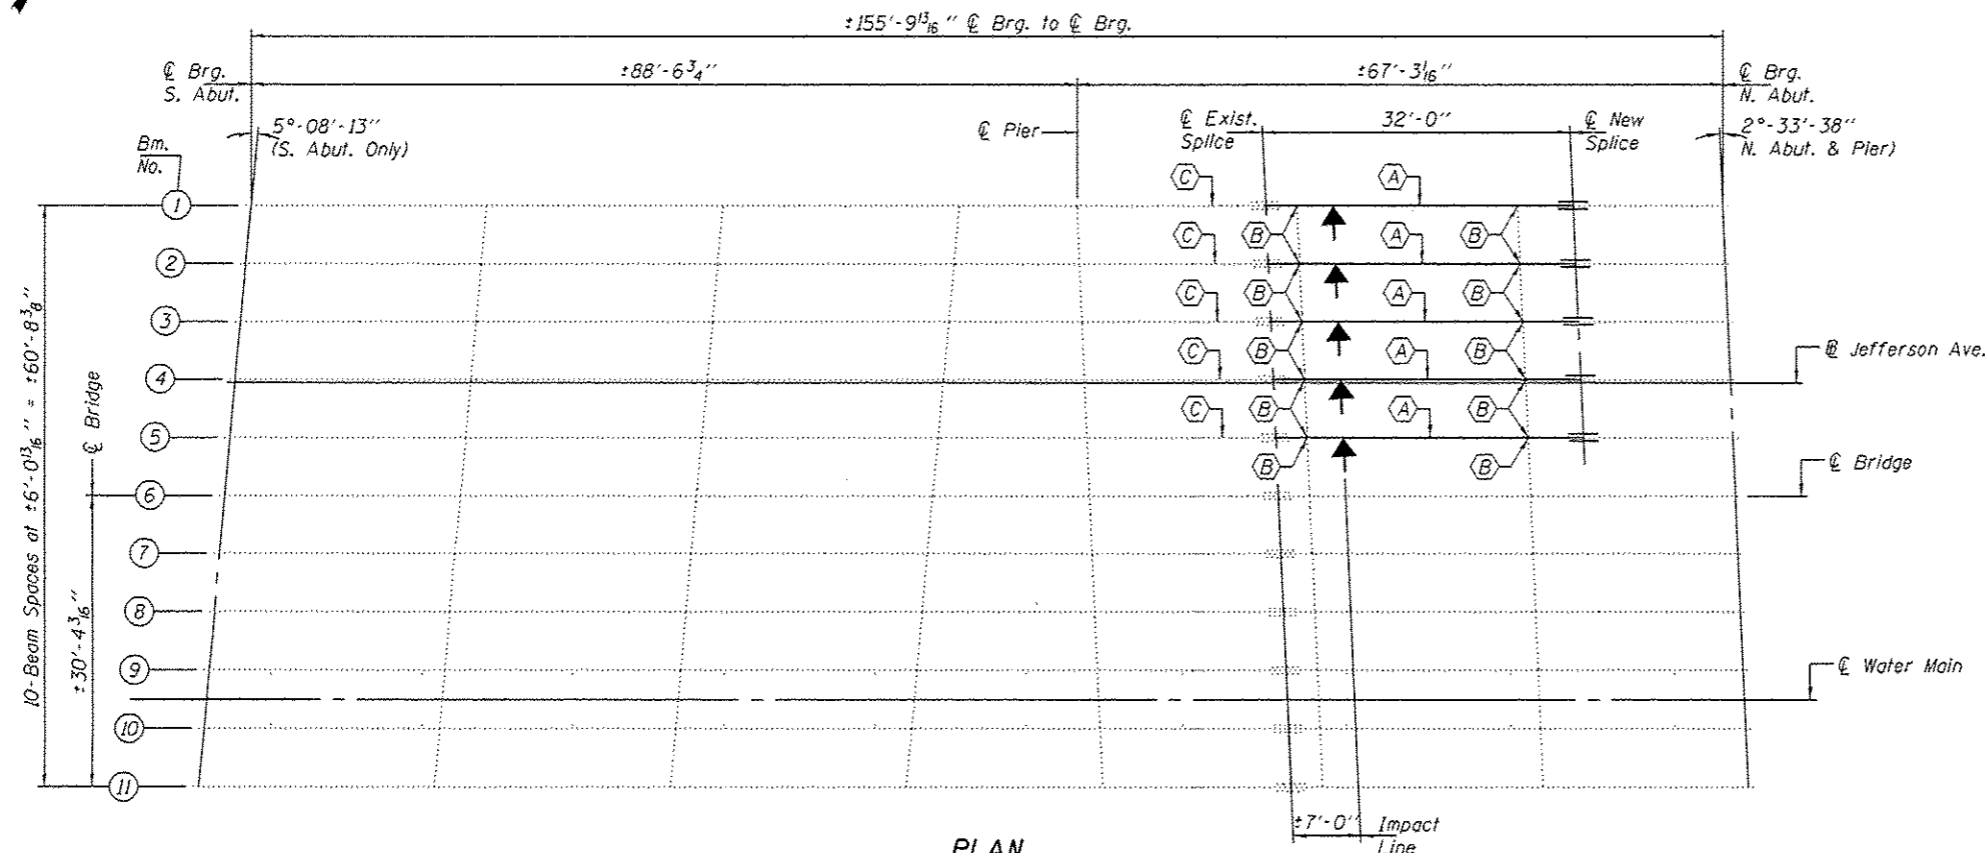 ±155'-9 13/16" ℄ Brg. to ℄ Brg.
℄ Brg.
S. Abut.
±88'-6 3/4"
±67'-3 1/16"
℄ Brg.
N. Abut.
5°-08'-13"
(S. Abut. Only)
℄ Pier
℄ Exist.
Splice
32'-0"
℄ New
Splice
2°-33'-38"
N. Abut. & Pier)
Bm.
No.
C
A
1
C
B
A
B
2
C
B
A
B
3
C
B
A
B
℄ Jefferson Ave.
4
C
B
A
B
5
B
B
℄ Bridge
℄ Bridge
6
7
8
9
℄ Water Main
10
11
10-Beam Spaces at ±6'-0 13/16" = ±60'-8 3/8"
±30'-4 3/16"
±7'-0"
Impact
Line
PLAN